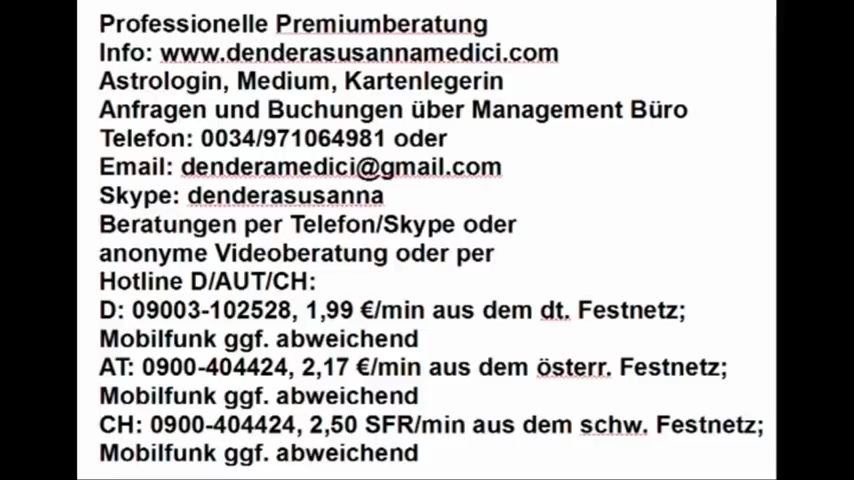 Professionelle Premiumberatung
Info: www.denderasusannamedici.com
Astrologin, Medium, Kartenlegerin
Anfragen und Buchungen über Management Büro
Telefon: 0034/971064981 oder
Email: denderamedici@gmail.com
Skype: denderasusanna
Beratungen per Telefon/Skype oder
anonyme Videoberatung oder per
Hotline D/AUT/CH:
D: 09003-102528, 1,99 €/min aus dem dt. Festnetz;
Mobilfunk ggf. abweichend
AT: 0900-404424, 2,17 €/min aus dem österr. Festnetz;
Mobilfunk ggf. abweichend
CH: 0900-404424, 2,50 SFR/min aus dem schw. Festnetz;
Mobilfunk ggf. abweichend